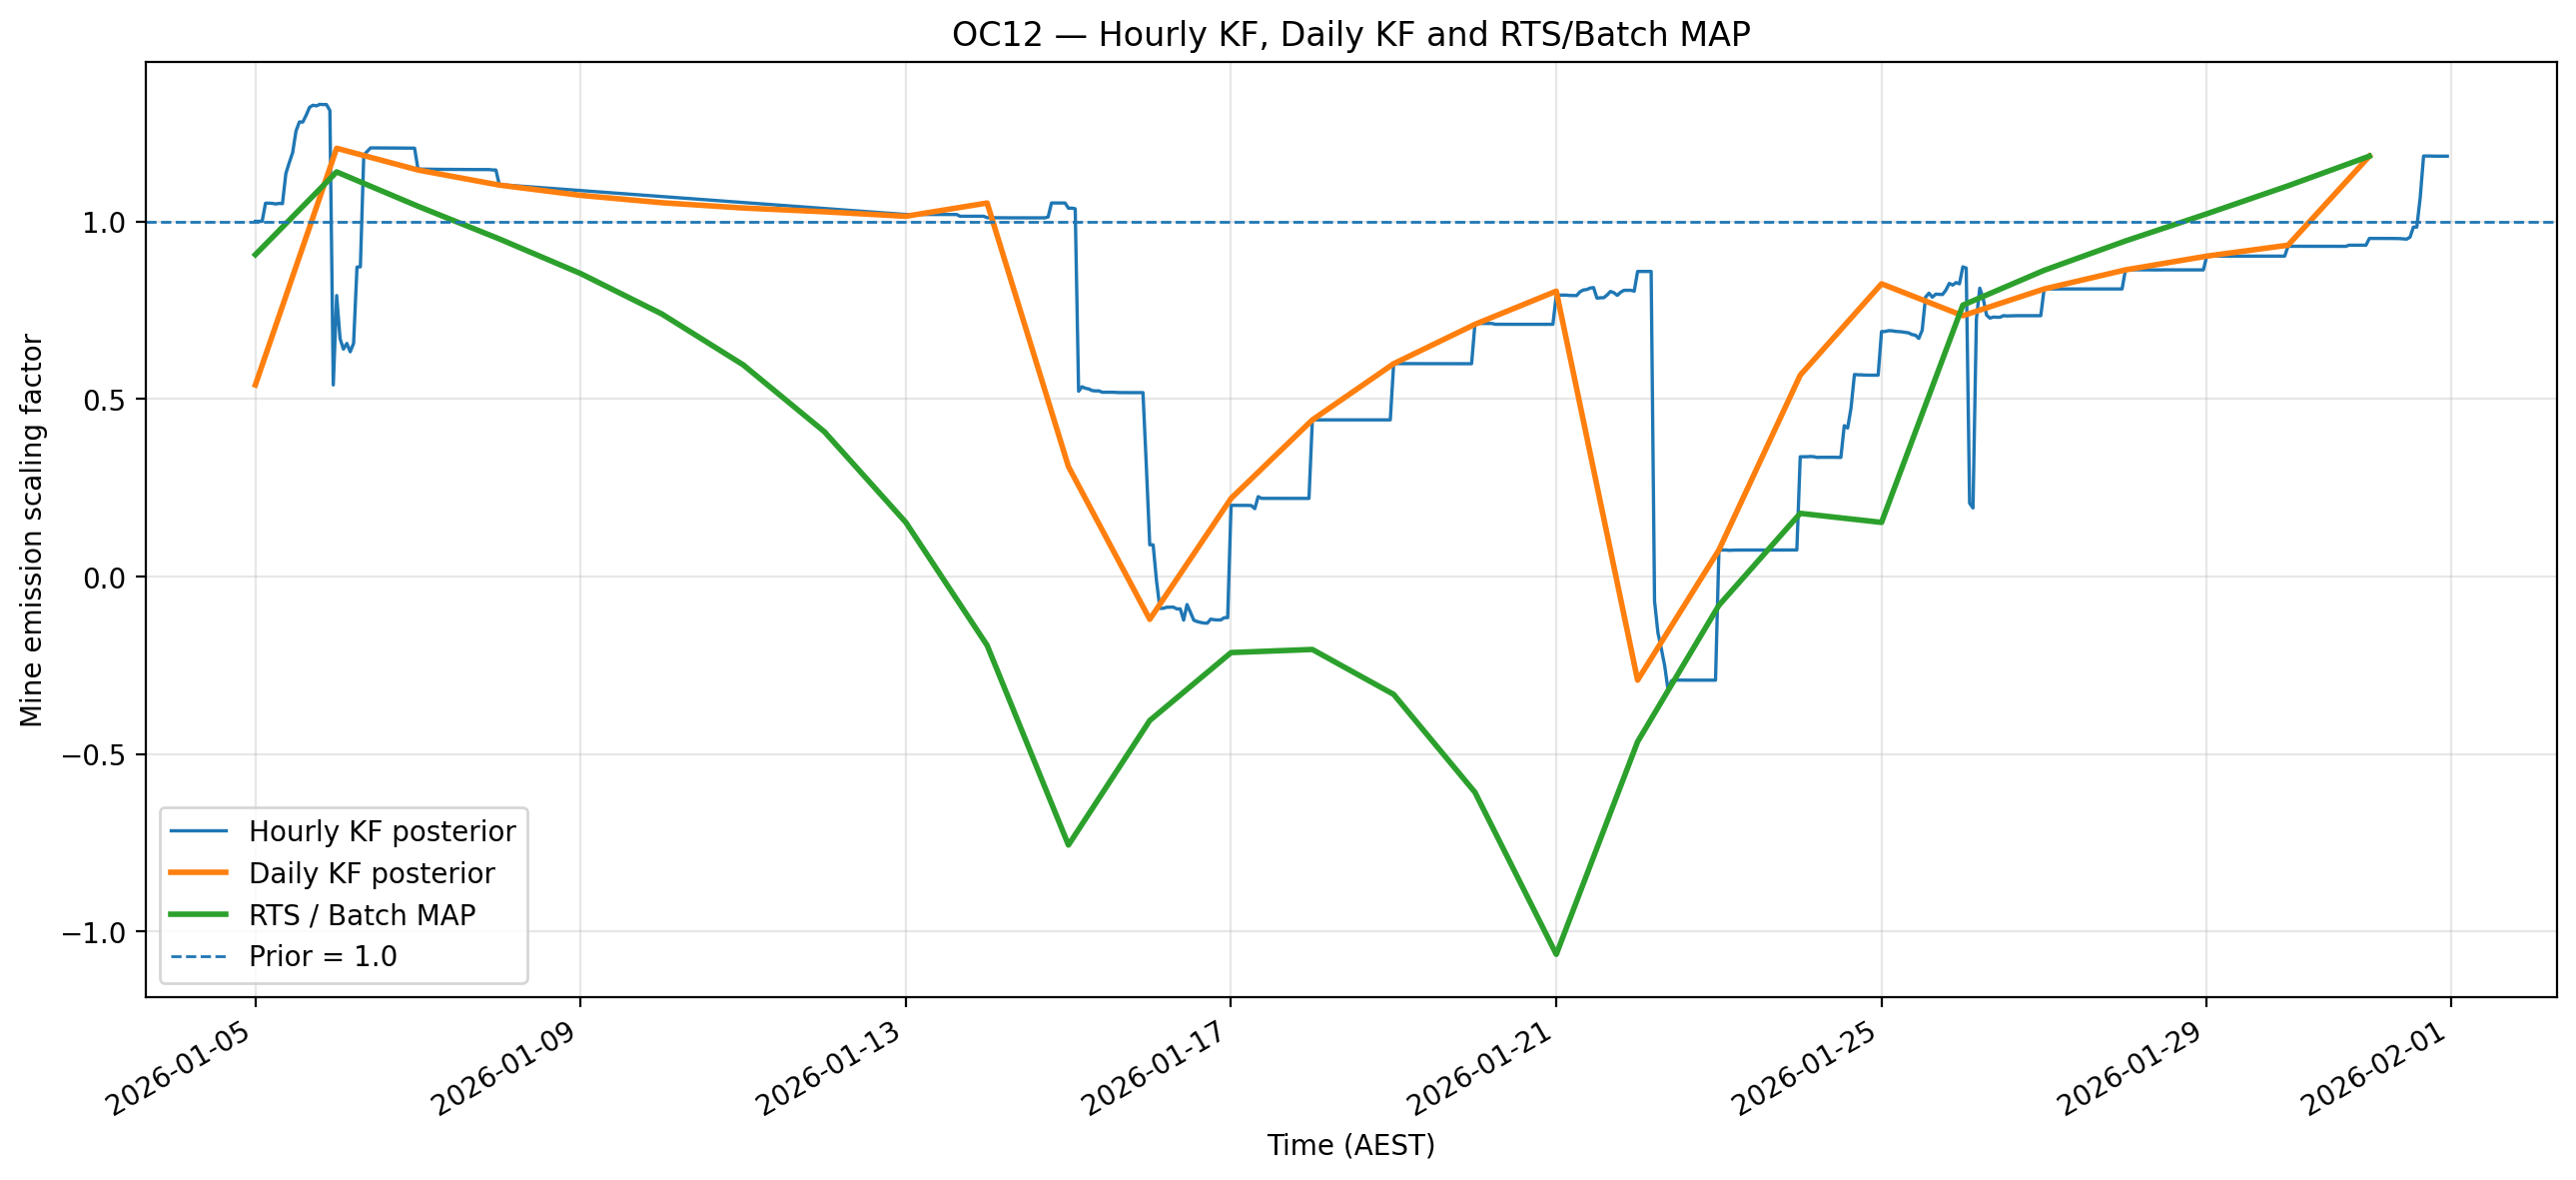 OC12 — Hourly KF, Daily KF and RTS/Batch MAP
Mine emission scaling factor
1.0
0.5
0.0
−0.5
−1.0
Hourly KF posterior
Daily KF posterior
RTS / Batch MAP
Prior = 1.0
2026-01-05
2026-01-09
2026-01-13
2026-01-17
2026-01-21
2026-01-25
2026-01-29
2026-02-01
Time (AEST)